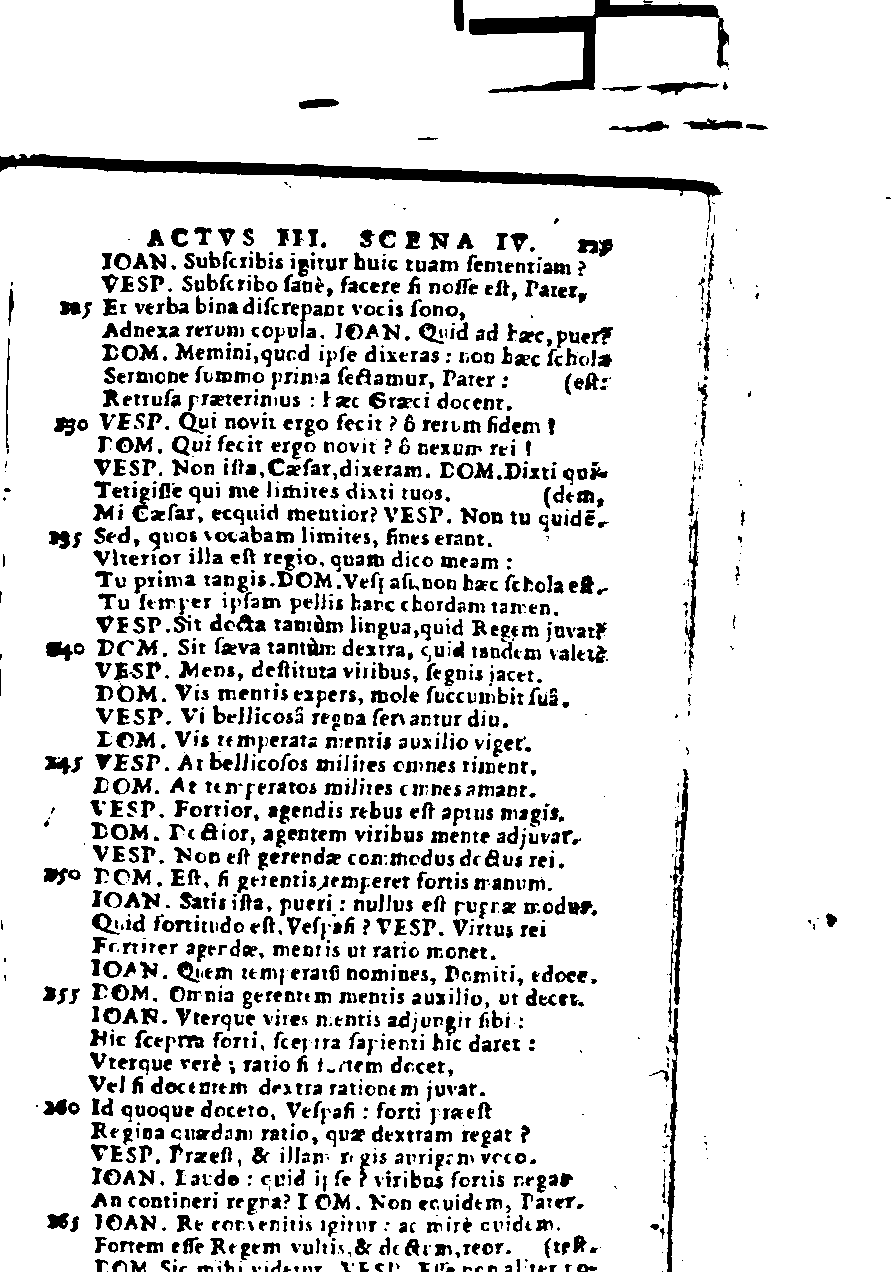 ACTVS III. SCENA IV.
IOAN. Subſcribis igitur huic tuam ſententiam ?
VESP. Subſcribo ſanè, facere ſi noſſe eſt, Pater,
225 Et verba bina diſcrepant vocis ſono,
Adnexa rerum copula. IOAN. Quid ad hæc, puer?
DOM. Memini, quod ipſe dixeras : non hæc ſchola
Sermone ſummo prima ſectamur, Pater : (eſt:
Retruſa præterimus : hæc Græci docent.
230 VESP. Qui novit ergo fecit ? ô rerum fidem !
DOM. Qui fecit ergo novit ? ô nexum rei !
VESP. Non iſta, Cæſar, dixeram. DOM. Dixti qui-
Tetigiſſe qui me limites dixti tuos. (dem,
Mi Cæſar, ecquid mentior? VESP. Non tu quidẽ.
235 Sed, quos vocabam limites, fines erant.
Vlterior illa eſt regio, quam dico meam :
Tu prima tangis. DOM. Veſpaſi, non hæc ſchola eſt.
Tu ſemper ipſam pellis hanc chordam tamen.
VESP. Sit docta tantùm lingua, quid Regem juvat?
240 DOM. Sit ſæva tantùm dextra, quid tandem valet?
VESP. Mens, deſtituta viribus, ſegnis jacet.
DOM. Vis mentis expers, mole ſuccumbit ſuâ.
VESP. Vi bellicosâ regna ſervantur diu.
DOM. Vis temperata mentis auxilio viget.
245 VESP. At bellicoſos milites omnes timent.
DOM. At temperatos milites omnes amant.
VESP. Fortior, agendis rebus eſt aptus magis.
DOM. Doctior, agentem viribus mente adjuvat.
VESP. Non eſt gerendæ commodus doctus rei.
250 DOM. Eſt, ſi gerentis temperet fortis manum.
IOAN. Satis iſta, pueri : nullus eſt pugnæ modus.
Quid fortitudo eſt, Veſpaſi ? VESP. Virtus rei
Fortiter agendæ, mentis ut ratio monet.
IOAN. Quem temperatũ nomines, Domiti, edoce.
255 DOM. Omnia gerentem mentis auxilio, ut decet.
IOAN. Vterque vires mentis adjungit ſibi :
Hic ſceptra forti, ſceptra ſapienti hic daret :
Vterque verè ; ratio ſi fortem docet,
Vel ſi docentem dextra rationem juvat.
260 Id quoque doceto, Veſpaſi : forti præeſt
Regina quædam ratio, quæ dextram regat ?
VESP. Præeſt, & illam regis aurigam voco.
IOAN. Laudo : quid ipſe ? viribus fortis negas
An contineri regna? DOM. Non equidem, Pater.
265 IOAN. Re convenitis igitur : ac mirè quidem.
Fortem eſſe Regem vultis, & doctum, reor. (teſt.
DOM. Sic mihi videtur. VESP. Eſſe non aliter po-